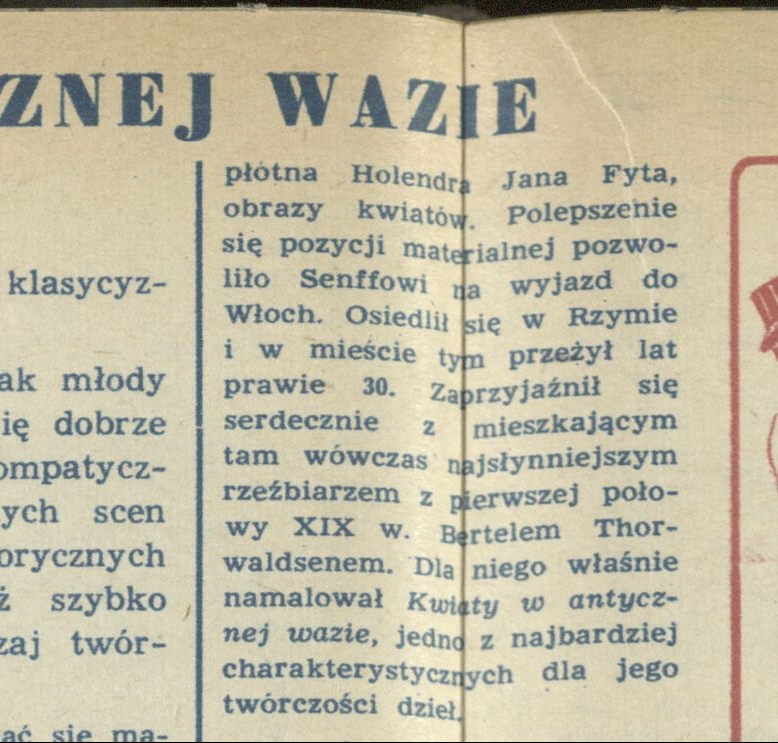 ZNEJ WAZIE
klasycyz-
ak młody
ię dobrze
ompatycz-
ych scen
orycznych
ż szybko
zaj twór-
ać się ma-
płótna Holendra Jana Fyta,
obrazy kwiatów. Polepszenie
się pozycji materialnej pozwo-
liło Senffowi na wyjazd do
Włoch. Osiedlił się w Rzymie
i w mieście tym przeżył lat
prawie 30. Zaprzyjaźnił się
serdecznie z mieszkającym
tam wówczas najsłynniejszym
rzeźbiarzem z pierwszej poło-
wy XIX w. Bertelem Thor-
waldsenem. Dla niego właśnie
namalował Kwiaty w antycz-
nej wazie, jedno z najbardziej
charakterystycznych dla jego
twórczości dzieł.